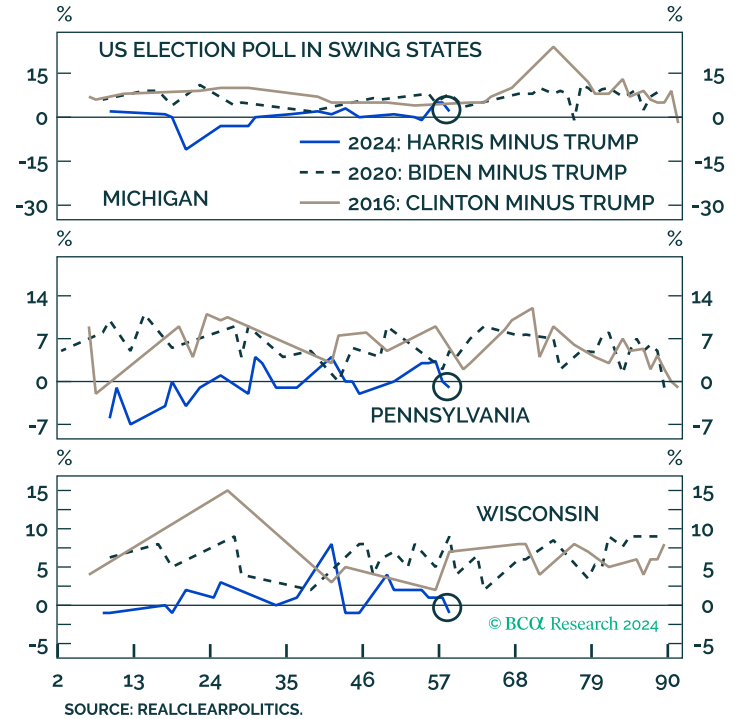 % %
US ELECTION POLL IN SWING STATES
15 15
0 0
2024: HARRIS MINUS TRUMP
-15 2020: BIDEN MINUS TRUMP -15
MICHIGAN
2016: CLINTON MINUS TRUMP
-30 -30
% %
14 14
7 7
0 0
PENNSYLVANIA
-7 -7
% %
15 15
WISCONSIN
10 10
5 5
0 0
© BCα Research 2024
-5 -5
2 13 24 35 46 57 68 79 90
SOURCE: REALCLEARPOLITICS.